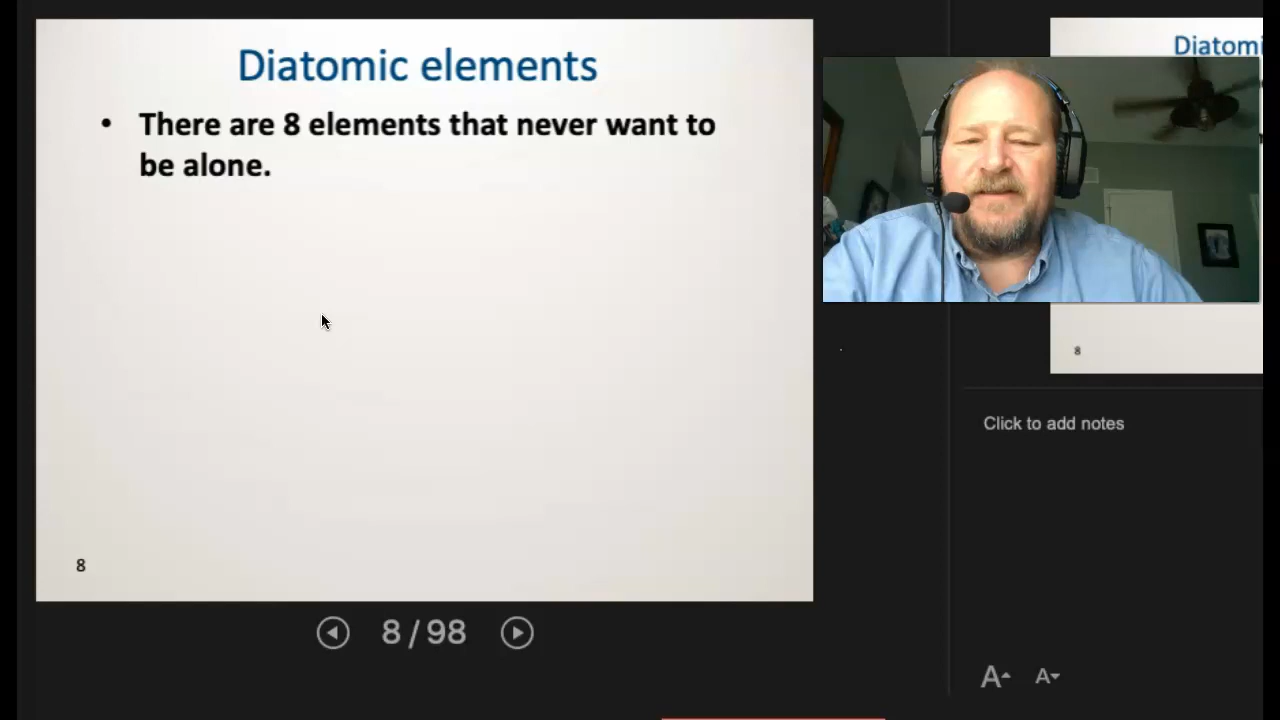 Diatomic elements
• There are 8 elements that never want to
be alone.
8
8 / 98
Diatomi
8
Click to add notes
A A